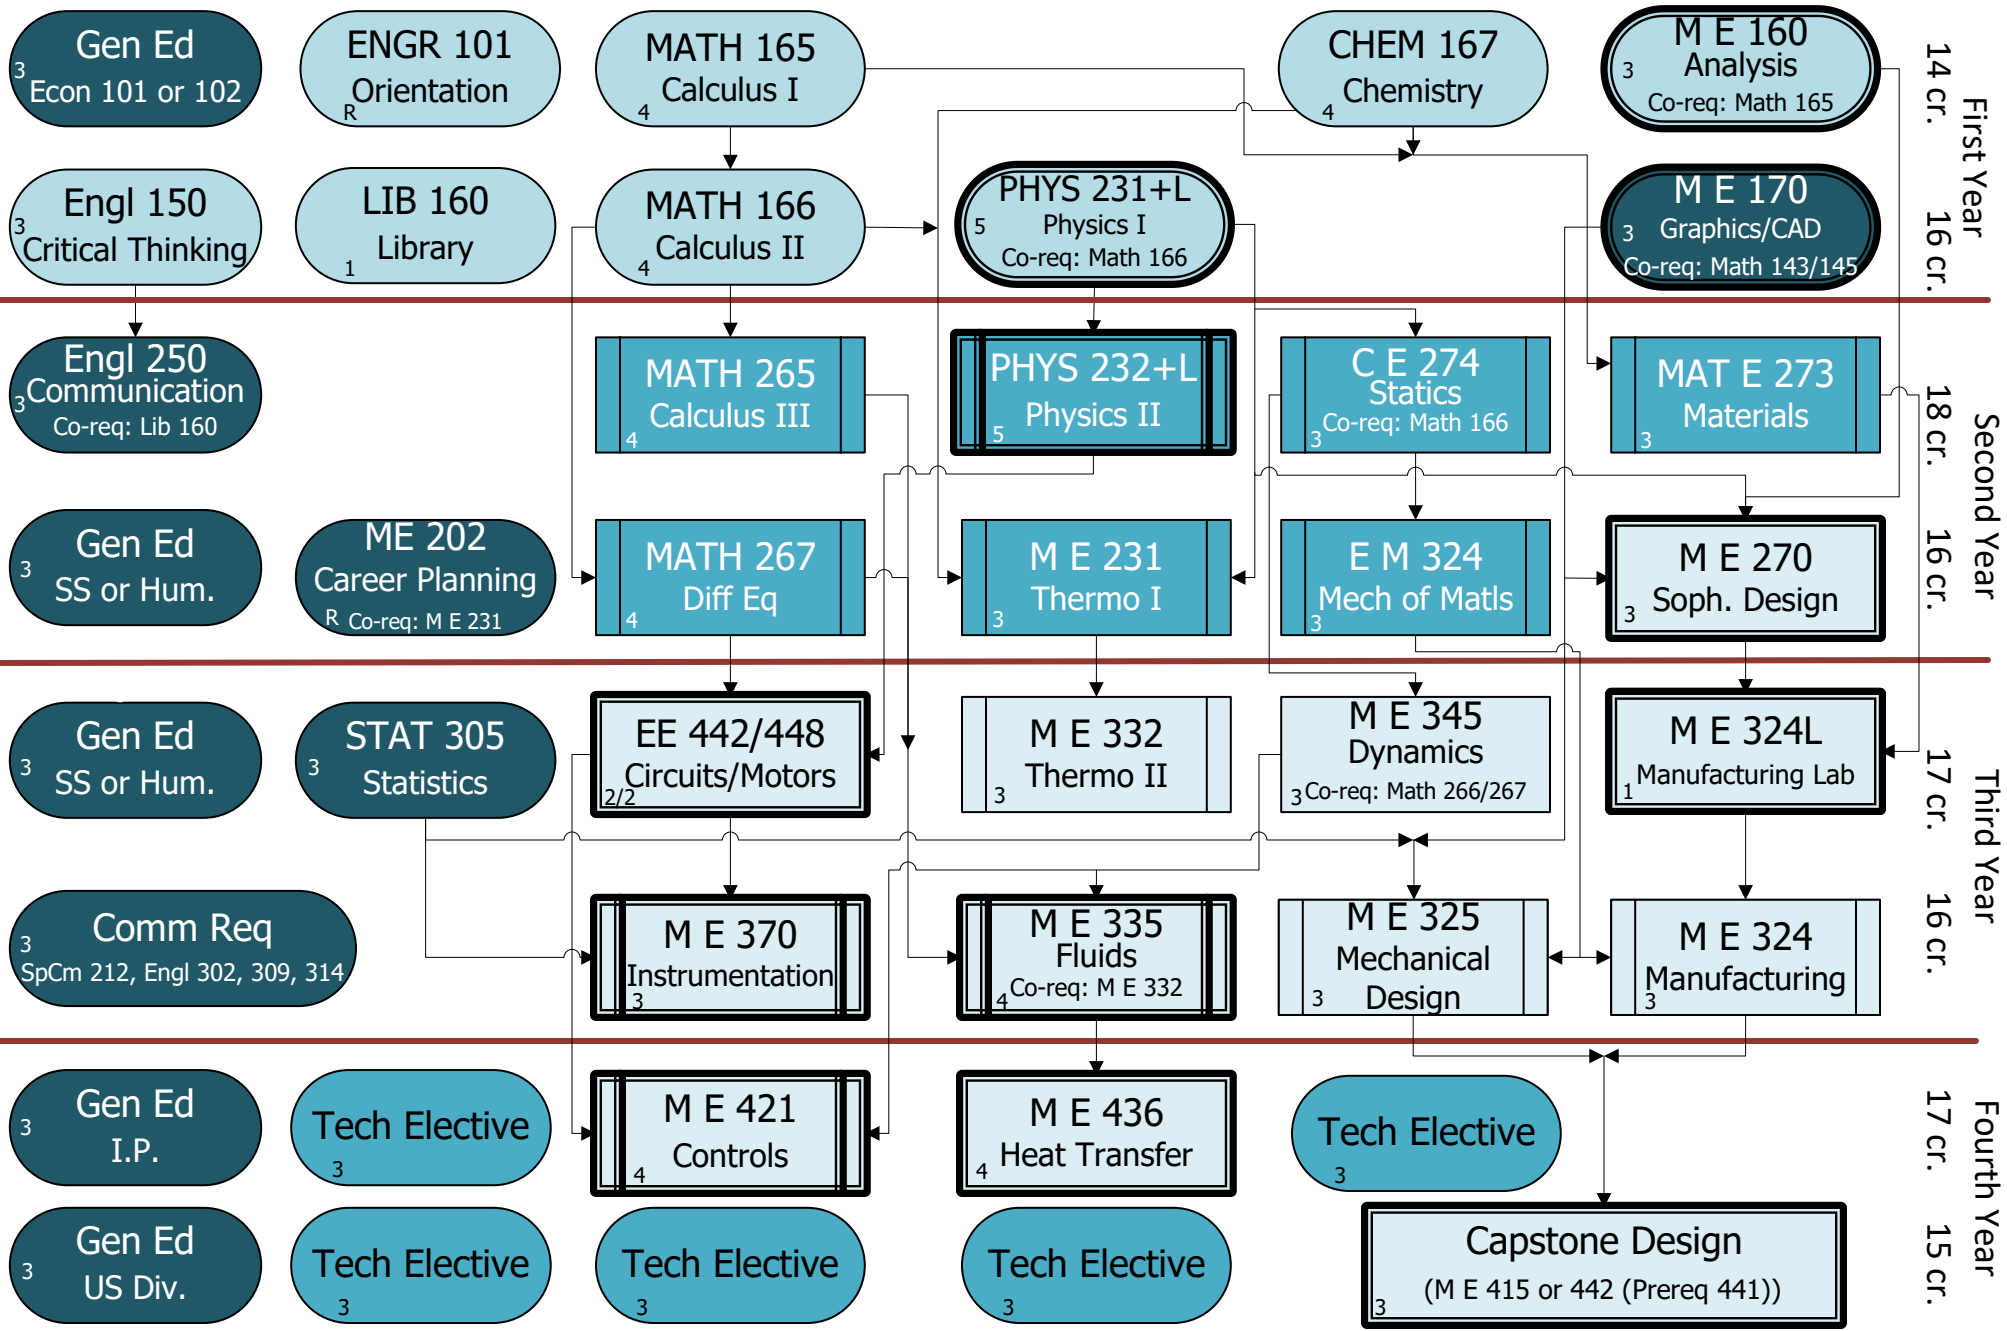 Gen Ed
3
Econ 101 or 102
ENGR 101
Orientation
R
MATH 165
Calculus I
4
CHEM 167
Chemistry
4
M E 160
Analysis
3
Co-req: Math 165
14 cr.
First Year
Engl 150
3
Critical Thinking
LIB 160
Library
1
MATH 166
Calculus II
4
PHYS 231+L
Physics I
5
Co-req: Math 166
M E 170
Graphics/CAD
3
Co-req: Math 143/145
16 cr.
Engl 250
Communication
3
Co-req: Lib 160
MATH 265
Calculus III
4
PHYS 232+L
Physics II
5
C E 274
Statics
Co-req: Math 166
3
MAT E 273
Materials
3
18 cr.
Second Year
Gen Ed
3
SS or Hum.
ME 202
Career Planning
R Co-req: M E 231
MATH 267
Diff Eq
4
M E 231
Thermo I
3
E M 324
Mech of Matls
3
M E 270
Soph. Design
3
16 cr.
Gen Ed
3
SS or Hum.
STAT 305
3
Statistics
EE 442/448
Circuits/Motors
2/2
M E 332
Thermo II
3
M E 345
Dynamics
3 Co-req: Math 266/267
M E 324L
Manufacturing Lab
1
17 cr.
Third Year
Comm Req
3
SpCm 212, Engl 302, 309, 314
M E 370
Instrumentation
3
M E 335
Fluids
Co-req: M E 332
4
M E 325
Mechanical
Design
3
M E 324
Manufacturing
3
16 cr.
Gen Ed
3
I.P.
Tech Elective
3
M E 421
Controls
4
M E 436
Heat Transfer
4
Tech Elective
3
17 cr.
Fourth Year
Gen Ed
3
US Div.
Tech Elective
3
Tech Elective
3
Tech Elective
3
Capstone Design
(M E 415 or 442 (Prereq 441))
3
15 cr.